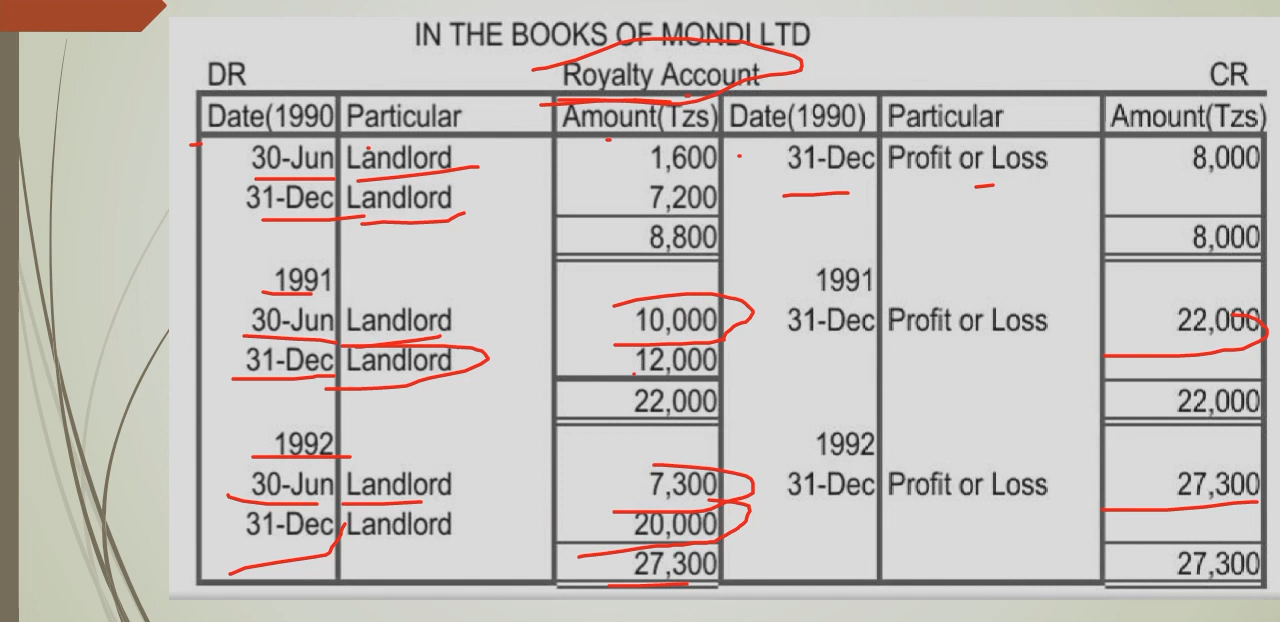 IN THE BOOKS OF MONDI LTD
DR Royalty Account CR
Date(1990 Particular Amount(Tzs) Date(1990) Particular Amount(Tzs)
30-Jun Landlord 1,600 31-Dec Profit or Loss 8,000
31-Dec Landlord 7,200
8,800 8,000
1991 1991
30-Jun Landlord 10,000 31-Dec Profit or Loss 22,000
31-Dec Landlord 12,000
22,000 22,000
1992 1992
30-Jun Landlord 7,300 31-Dec Profit or Loss 27,300
31-Dec Landlord 20,000
27,300 27,300